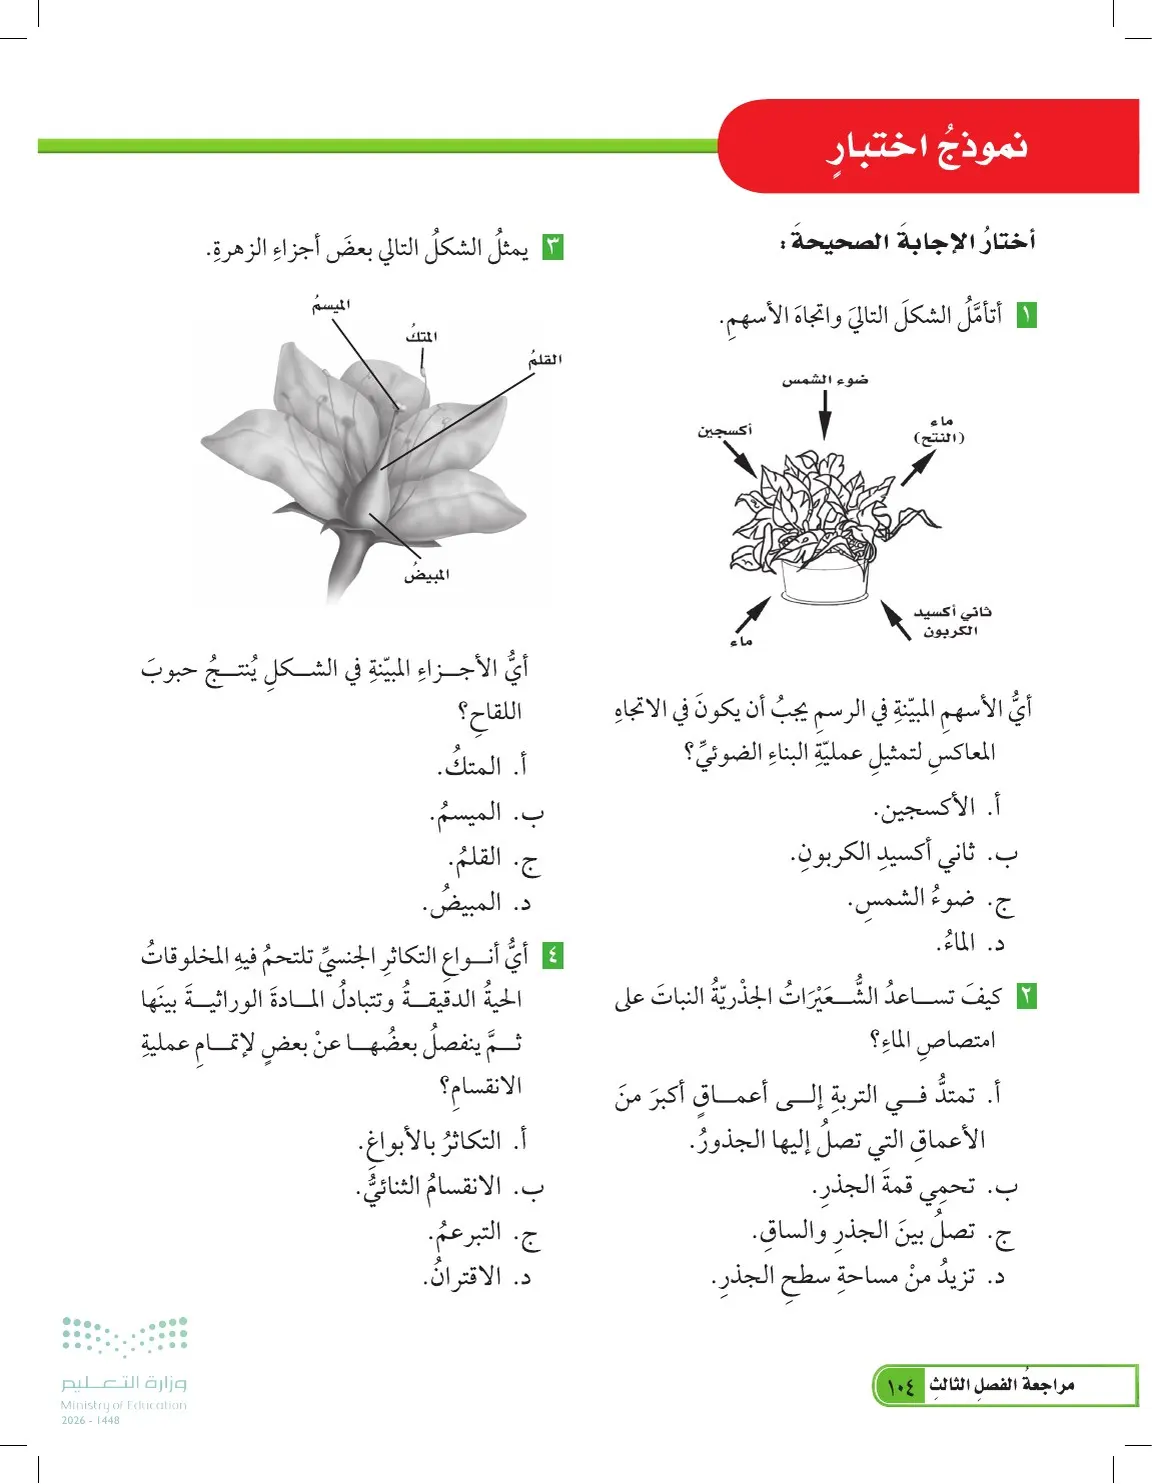 نموذجُ اختبارٍ
أختارُ الإجابةَ الصحيحةَ :
١ أتأمَّلُ الشكلَ التاليَ واتجاهَ الأسهمِ.
ضوء الشمس
أكسجين
ماء
(النتح)
ثاني أكسيد
الكربون
ماء
أيُّ الأسهمِ المبيّنةِ في الرسمِ يجبُ أن يكونَ في الاتجاهِ
المعاكسِ لتمثيلِ عمليّةِ البناءِ الضوئيِّ؟
أ. الأكسجين.
ب. ثاني أكسيدِ الكربونِ.
ج. ضوءُ الشمسِ.
د. الماءُ.
٢ كيفَ تساعدُ الشُّعَيْرَاتُ الجذْريّةُ النباتَ على
امتصاصِ الماءِ؟
أ. تمتدُّ في التربةِ إلى أعماقٍ أكبرَ منَ
الأعماقِ التي تصلُ إليها الجذورُ.
ب. تحمِي قمةَ الجذرِ.
ج. تصلُ بينَ الجذرِ والساقِ.
د. تزيدُ منْ مساحةِ سطحِ الجذرِ.
٣ يمثلُ الشكلُ التالي بعضَ أجزاءِ الزهرةِ.
الميسمُ
المتكُ
القلمُ
المبيضُ
أيُّ الأجزاءِ المبيّنةِ في الشكلِ يُنتجُ حبوبَ
اللقاحِ؟
أ. المتكُ.
ب. الميسمُ.
ج. القلمُ.
د. المبيضُ.
٤ أيُّ أنواعِ التكاثرِ الجنسيِّ تلتحمُ فيهِ المخلوقاتُ
الحيةُ الدقيقةُ وتتبادلُ المادةَ الوراثيةَ بينَها
ثمَّ ينفصلُ بعضُها عنْ بعضٍ لإتمامِ عمليةِ
الانقسامِ؟
أ. التكاثرُ بالأبواغِ.
ب. الانقسامُ الثنائيُّ.
ج. التبرعمُ.
د. الاقترانُ.
مراجعةُ الفصلِ الثالثِ ١٠٤
وزارة التعليم
Ministry of Education
2026 - 1448